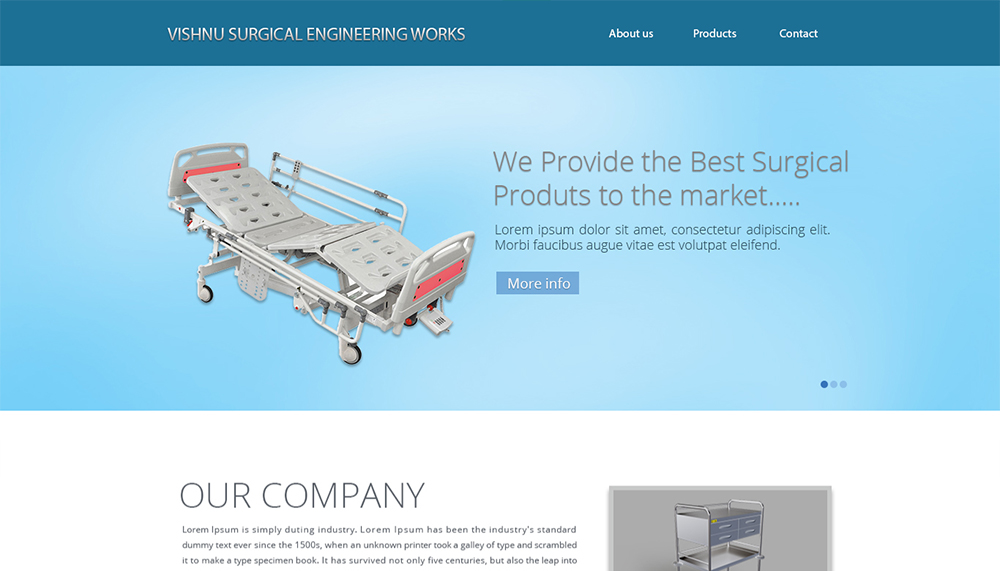 VISHNU SURGICAL ENGINEERING WORKS
About us
Products
Contact
We Provide the Best Surgical
Produts to the market.....
Lorem ipsum dolor sit amet, consectetur adipiscing elit.
Morbi faucibus augue vitae est volutpat eleifend.
More info
OUR COMPANY
Lorem Ipsum is simply duting industry. Lorem Ipsum has been the industry's standard
dummy text ever since the 1500s, when an unknown printer took a galley of type and scrambled
it to make a type specimen book. It has survived not only five centuries, but also the leap into